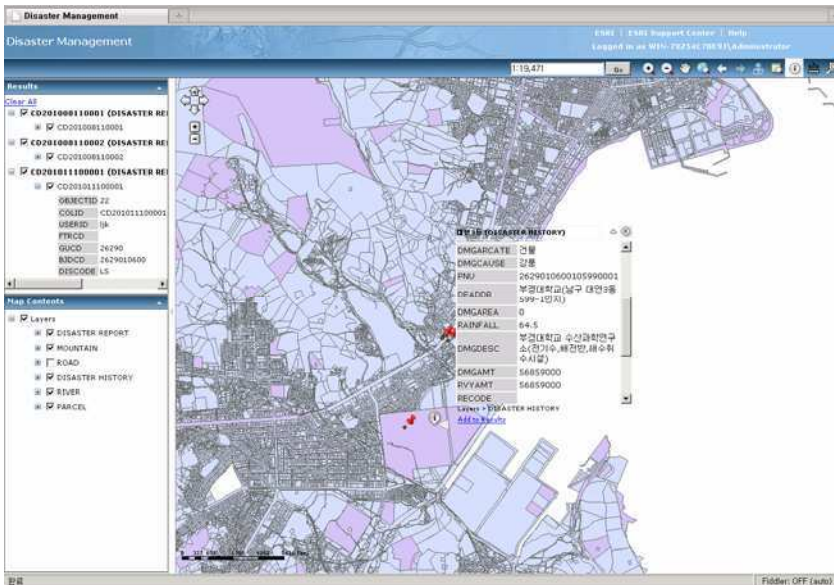 Disaster Management
Disaster Management
ESRI | ESRI Support Center | Help
Logged in as
\Administrator
1:19,471
Go
Results
Clear All
CD201008110001 (DISASTER RE
CD201008110001
CD201008110002 (DISASTER RE
CD201008110002
CD201011100001 (DISASTER RE
CD201011100001
OBJECTID 22
COLID CD201011100001
USERID ljk
FTRCD
GUCD 26290
BJDCD 2629010600
DISCODE LS
Map Contents
Layers
DISASTER REPORT
MOUNTAIN
ROAD
DISASTER HISTORY
RIVER
PARCEL
(DISASTER HISTORY)
DMGARCATE 건물
DMGCAUSE 강풍
PNU 2629010600105990001
DEADDR 부경대학교(남구 대연3동 599-1번지)
DMGAREA 0
RAINFALL 64.5
DMGDESC 부경대학교 수산과학연구소(전기수,배전반,해수취수시설)
DMGAMT 56859000
RVYAMT 56859000
RECODE
Layers > DISASTER HISTORY
Add to Results
완료
Fiddler: OFF (auto)